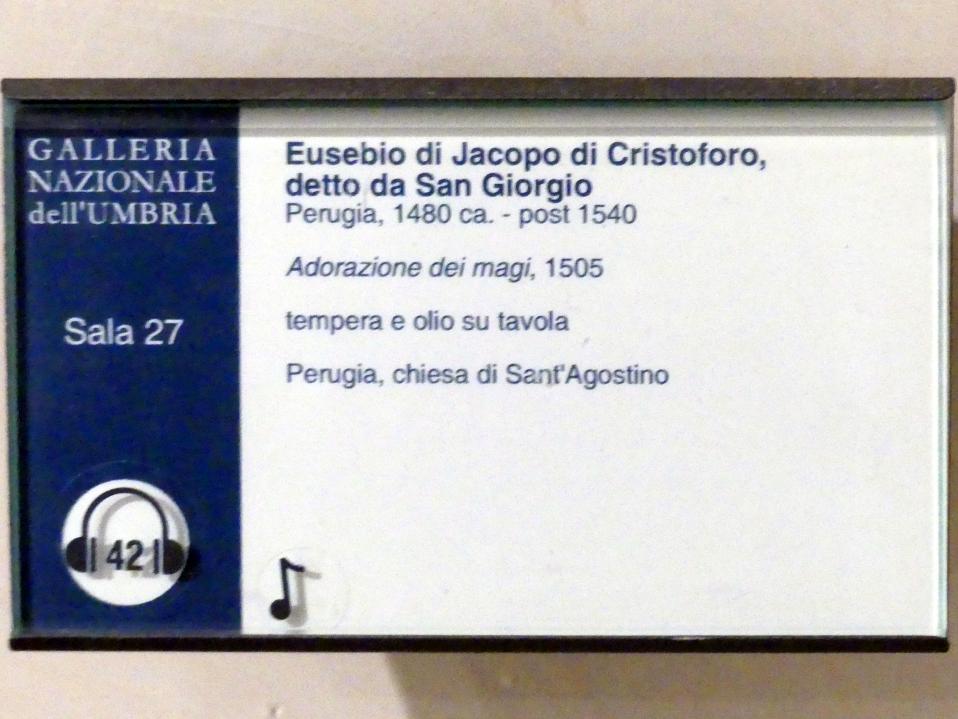 GALLERIA
NAZIONALE
dell'UMBRIA
Sala 27
42
Eusebio di Jacopo di Cristoforo,
detto da San Giorgio
Perugia, 1480 ca. - post 1540
Adorazione dei magi, 1505
tempera e olio su tavola
Perugia, chiesa di Sant'Agostino